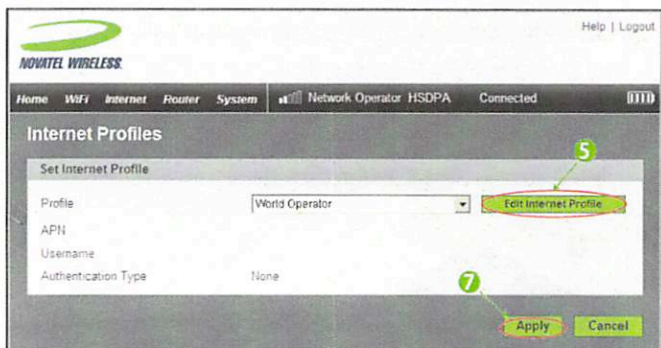 Help | Logout
NOVATEL WIRELESS.
Home WiFi Internet Router System Network Operator HSDPA Connected
Internet Profiles
5
Set Internet Profile
Profile World Operator Edit Internet Profile
APN
Username
Authentication Type None
7
Apply Cancel